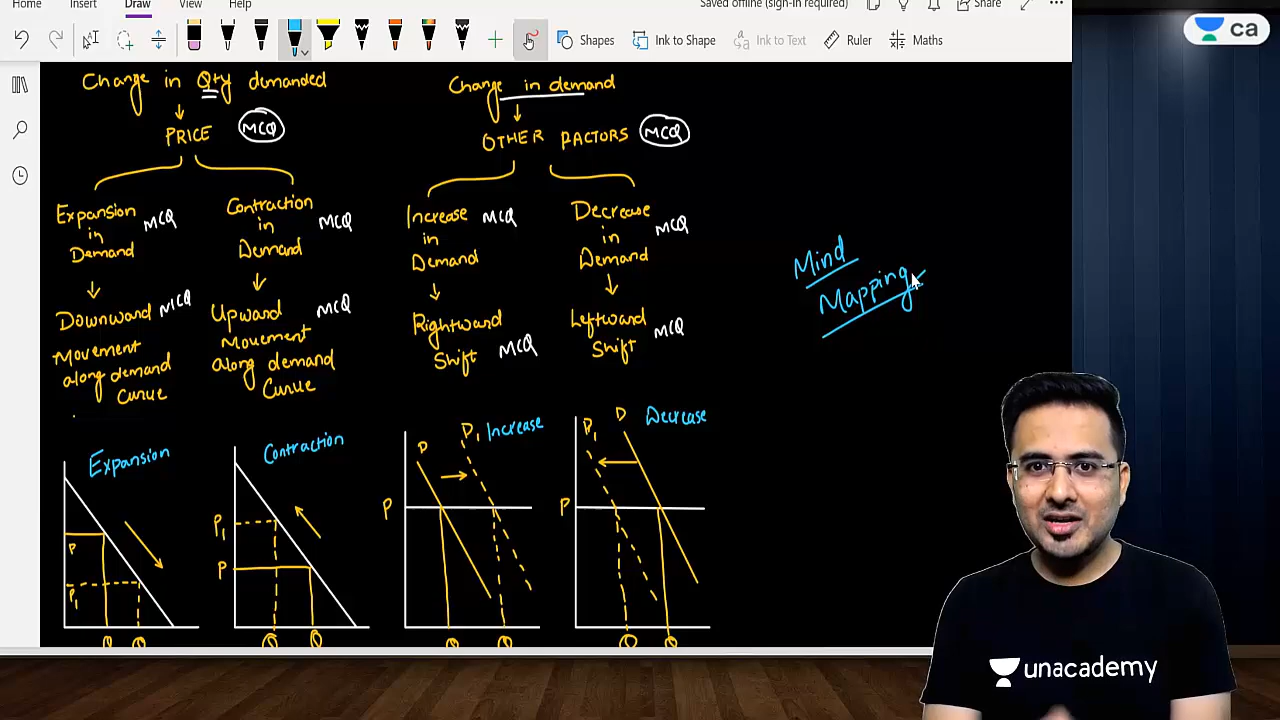 Home Insert Draw View Saved offline (sign-in required) Share
Shapes Ink to Shape Ink to Text Ruler Maths
ca
Change in Qty demanded
PRICE MCQ
Expansion in Demand MCQ
Downward MCQ
Movement along demand Curve
Contraction in Demand MCQ
Upward MCQ
Movement along demand Curve
Change in demand
OTHER FACTORS MCQ
Increase MCQ
in
Demand
Rightward
Shift MCQ
Decrease
in MCQ
Demand
Leftward
Shift MCQ
Mind
Mapping
Expansion
P
P1
Q Q
Contraction
P1
P
Q Q
D D1 Increase
P
Q Q
D1 D Decrease
P
Q Q
unacademy